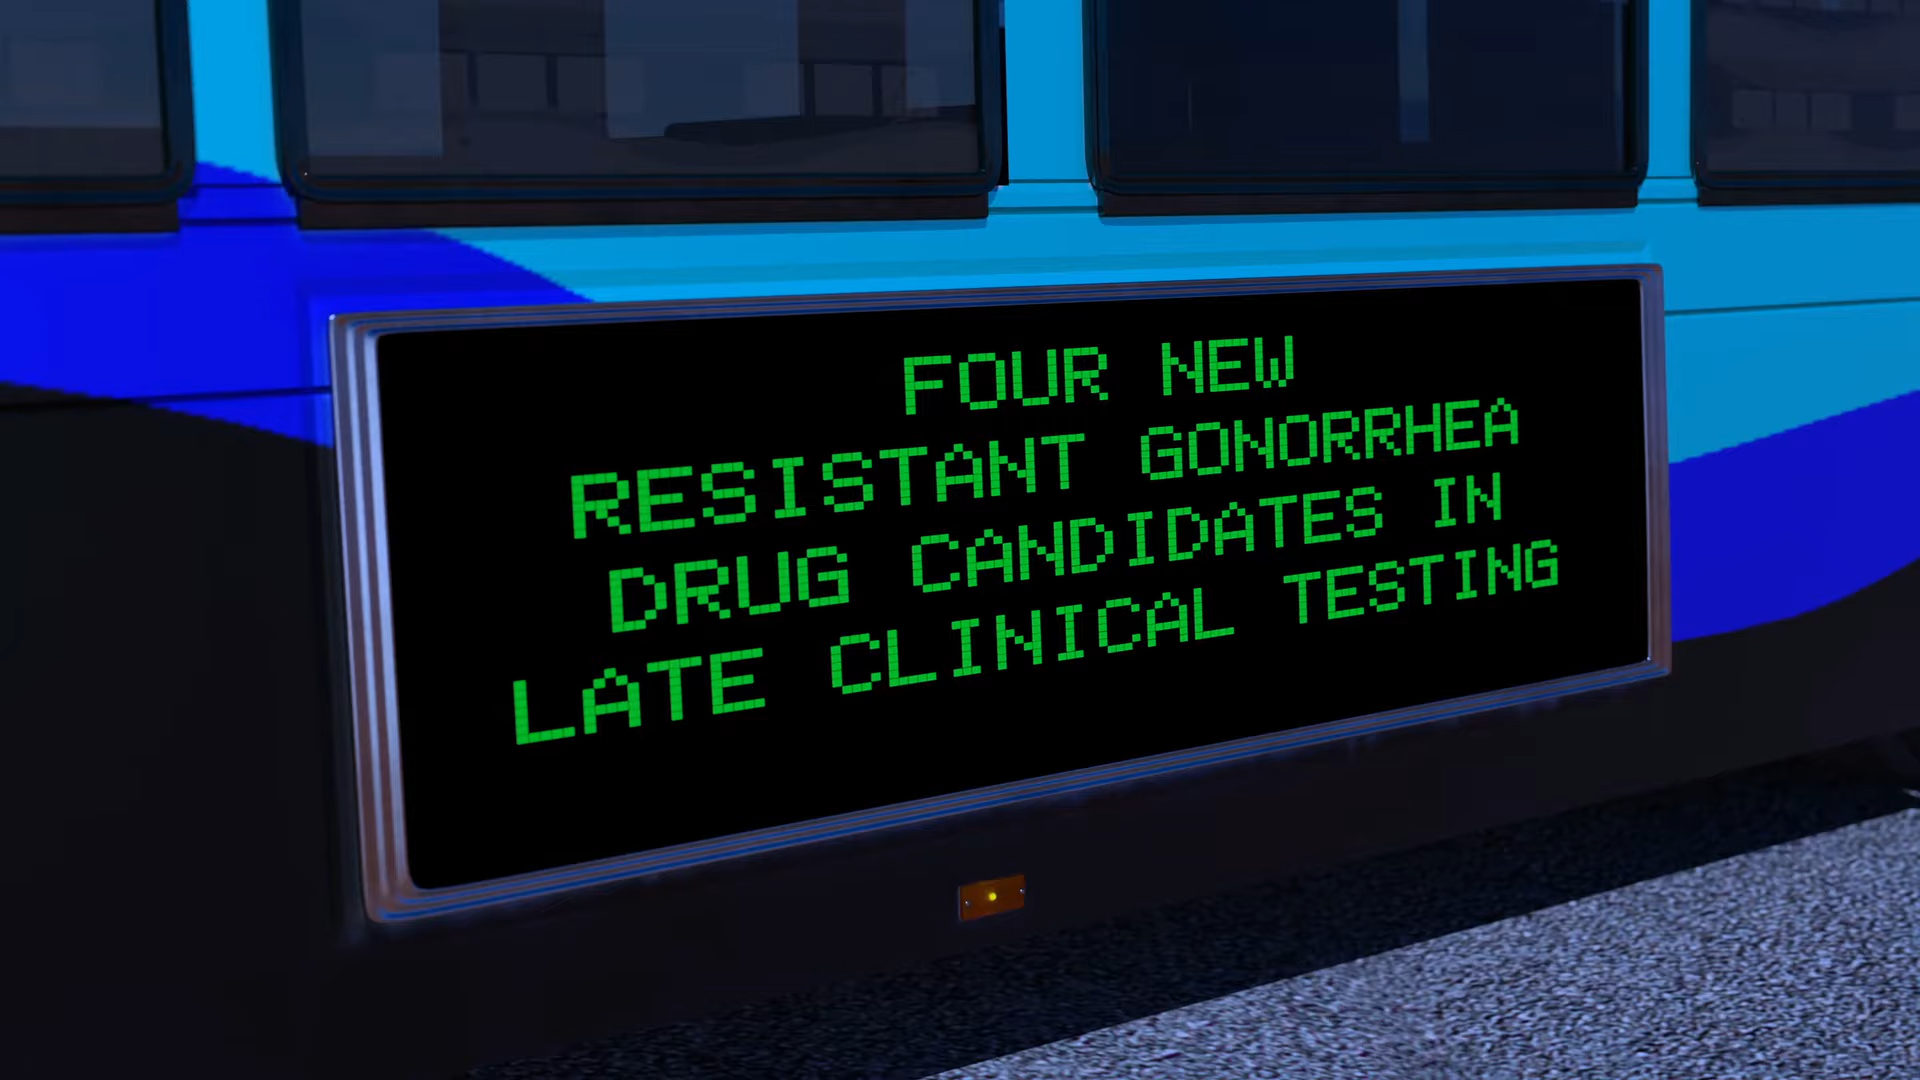 FOUR NEW
RESISTANT GONORRHEA
DRUG CANDIDATES IN
LATE CLINICAL TESTING